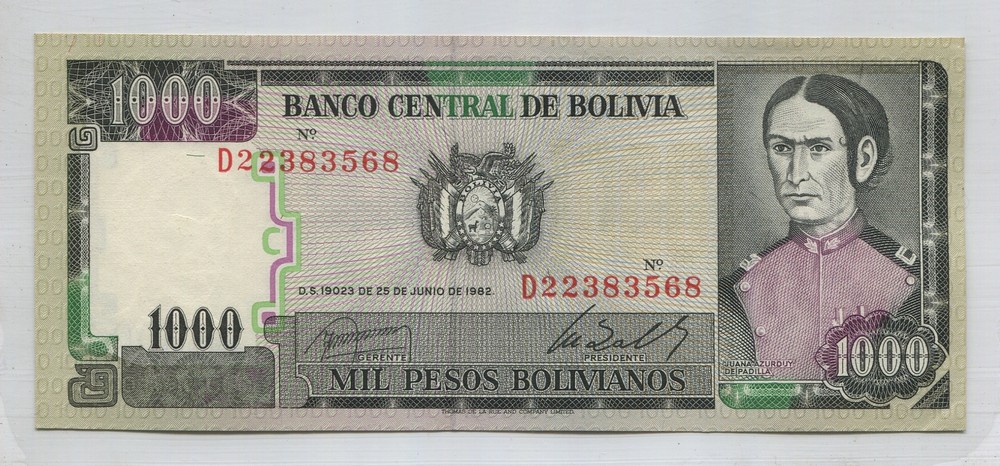 1000
BANCO CENTRAL DE BOLIVIA
Nº
D22383568
BOLIVIA
Nº
D22383568
D.S. 19023 DE 25 DE JUNIO DE 1982.
1000
GERENTE
PRESIDENTE
JUANA AZURDUY
DE PADILLA
1000
MIL PESOS BOLIVIANOS
THOMAS DE LA RUE AND COMPANY LIMITED.